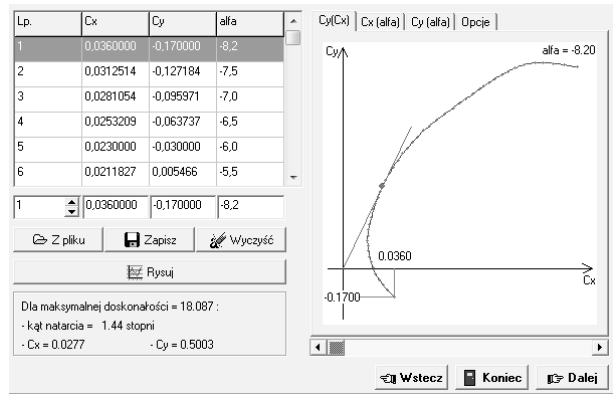 Lp. Cx Cy alfa
1 0,0360000 -0,170000 -8,2
2 0,0312514 -0,127184 -7,5
3 0,0281054 -0,095971 -7,0
4 0,0253209 -0,063737 -6,5
5 0,0230000 -0,030000 -6,0
6 0,0211827 0,005466 -5,5
1 0,0360000 -0,170000 -8,2
Z pliku Zapisz Wyczyść
Rysuj
Dla maksymalnej doskonałości = 18.087 :
- kąt natarcia = 1.44 stopni
- Cx = 0.0277 - Cy = 0.5003
Cy(Cx) Cx (alfa) Cy (alfa) Opcje
Cy alfa = -8.20
0.0360
Cx
-0.1700
Wstecz Koniec Dalej